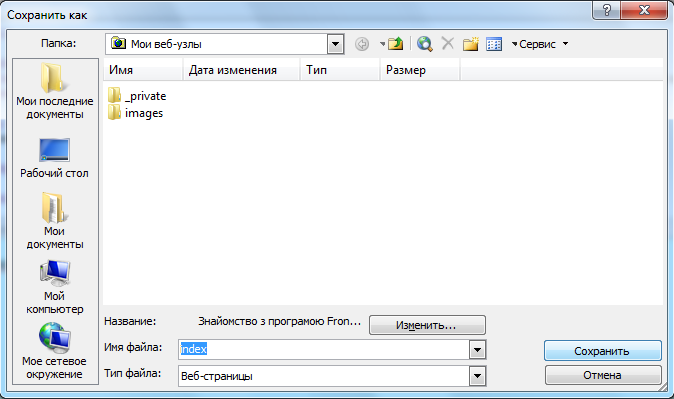 Сохранить как
Папка:
Мои веб-узлы
Сервис
Мои последние
документы
Рабочий стол
Мои
документы
Мой
компьютер
Мое сетевое
окружение
Имя Дата изменения Тип Размер
_private
images
Название: Знайомство з програмою Fron... Изменить...
Имя файла: index Сохранить
Тип файла: Веб-страницы Отмена